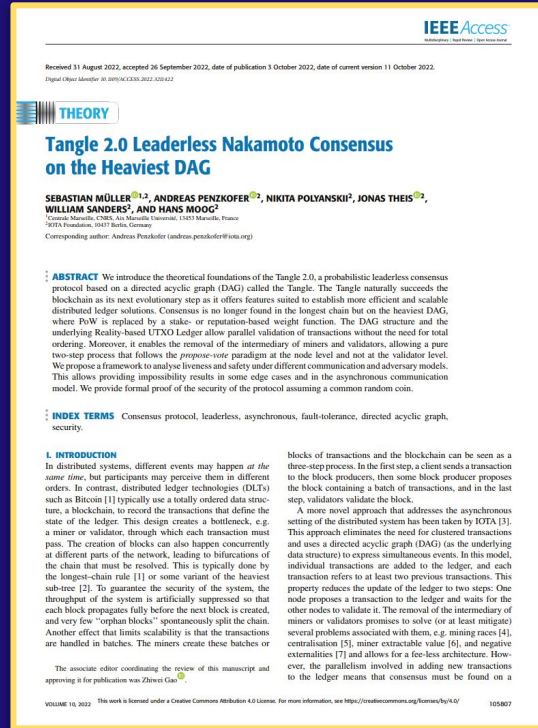 IEEE Access
Multidisciplinary | Rapid Review | Open Access Journal
Received 31 August 2022, accepted 26 September 2022, date of publication 3 October 2022, date of current version 11 October 2022.
Digital Object Identifier 10.1109/ACCESS.2022.3211422
THEORY
Tangle 2.0 Leaderless Nakamoto Consensus
on the Heaviest DAG
SEBASTIAN MÜLLER 1,2, ANDREAS PENZKOFER 2, NIKITA POLYANSKII2, JONAS THEIS 2,
WILLIAM SANDERS2, AND HANS MOOG2
1Centrale Marseille, CNRS, Aix Marseille Université, 13453 Marseille, France
2IOTA Foundation, 10437 Berlin, Germany
Corresponding author: Andreas Penzkofer (andreas.penzkofer@iota.org)
ABSTRACT We introduce the theoretical foundations of the Tangle 2.0, a probabilistic leaderless consensus
protocol based on a directed acyclic graph (DAG) called the Tangle. The Tangle naturally succeeds the
blockchain as its next evolutionary step as it offers features suited to establish more efficient and scalable
distributed ledger solutions. Consensus is no longer found in the longest chain but on the heaviest DAG,
where PoW is replaced by a stake- or reputation-based weight function. The DAG structure and the
underlying Reality-based UTXO Ledger allow parallel validation of transactions without the need for total
ordering. Moreover, it enables the removal of the intermediary of miners and validators, allowing a pure
two-step process that follows the propose-vote paradigm at the node level and not at the validator level.
We propose a framework to analyse liveness and safety under different communication and adversary models.
This allows providing impossibility results in some edge cases and in the asynchronous communication
model. We provide formal proof of the security of the protocol assuming a common random coin.
INDEX TERMS Consensus protocol, leaderless, asynchronous, fault-tolerance, directed acyclic graph,
security.
I. INTRODUCTION
In distributed systems, different events may happen at the
same time, but participants may perceive them in different
orders. In contrast, distributed ledger technologies (DLTs)
such as Bitcoin [1] typically use a totally ordered data struc-
ture, a blockchain, to record the transactions that define the
state of the ledger. This design creates a bottleneck, e.g.
a miner or validator, through which each transaction must
pass. The creation of blocks can also happen concurrently
at different parts of the network, leading to bifurcations of
the chain that must be resolved. This is typically done by
the longest-chain rule [1] or some variant of the heaviest
sub-tree [2]. To guarantee the security of the system, the
throughput of the system is artificially suppressed so that
each block propagates fully before the next block is created,
and very few “orphan blocks” spontaneously split the chain.
Another effect that limits scalability is that the transactions
are handled in batches. The miners create these batches or
The associate editor coordinating the review of this manuscript and
approving it for publication was Zhiwei Gao.
blocks of transactions and the blockchain can be seen as a
three-step process. In the first step, a client sends a transaction
to the block producers, then some block producer proposes
the block containing a batch of transactions, and in the last
step, validators validate the block.
A more novel approach that addresses the asynchronous
setting of the distributed system has been taken by IOTA [3].
This approach eliminates the need for clustered transactions
and uses a directed acyclic graph (DAG) (as the underlying
data structure) to express simultaneous events. In this model,
individual transactions are added to the ledger, and each
transaction refers to at least two previous transactions. This
property reduces the update of the ledger to two steps: One
node proposes a transaction to the ledger and waits for the
other nodes to validate it. The removal of the intermediary of
miners or validators promises to solve (or at least mitigate)
several problems associated with them, e.g. mining races [4],
centralisation [5], miner extractable value [6], and negative
externalities [7] and allows for a fee-less architecture. How-
ever, the parallelism involved in adding new transactions
to the ledger means that consensus must be found on a
VOLUME 10, 2022
This work is licensed under a Creative Commons Attribution 4.0 License. For more information, see https://creativecommons.org/licenses/by/4.0/
105807